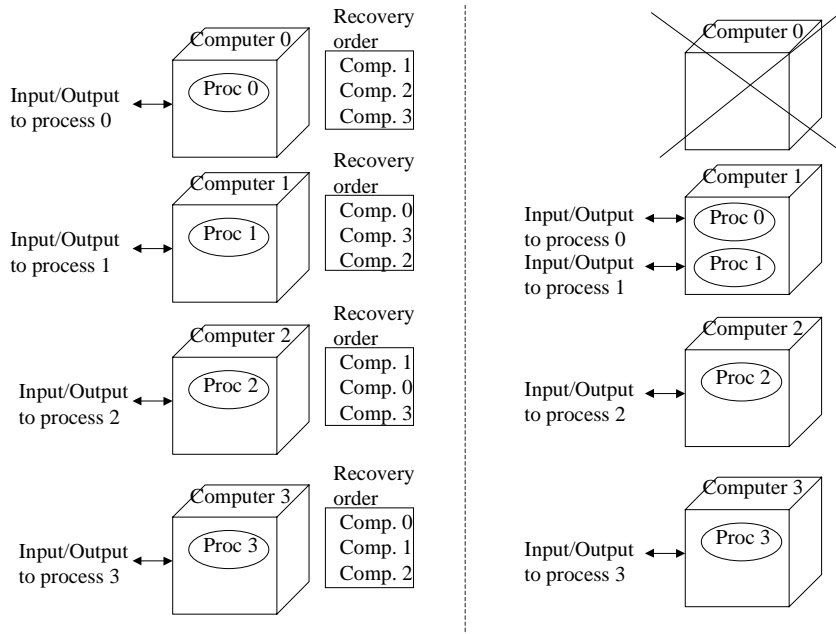 Computer 0
Recovery
order
Proc 0
Comp. 1
Comp. 2
Comp. 3
Input/Output
to process 0
Computer 1
Recovery
order
Proc 1
Comp. 0
Comp. 3
Comp. 2
Input/Output
to process 1
Computer 2
Recovery
order
Proc 2
Comp. 1
Comp. 0
Comp. 3
Input/Output
to process 2
Computer 3
Recovery
order
Proc 3
Comp. 0
Comp. 1
Comp. 2
Input/Output
to process 3
Computer 0
Computer 1
Input/Output
to process 0
Proc 0
Input/Output
to process 1
Proc 1
Computer 2
Proc 2
Input/Output
to process 2
Computer 3
Proc 3
Input/Output
to process 3